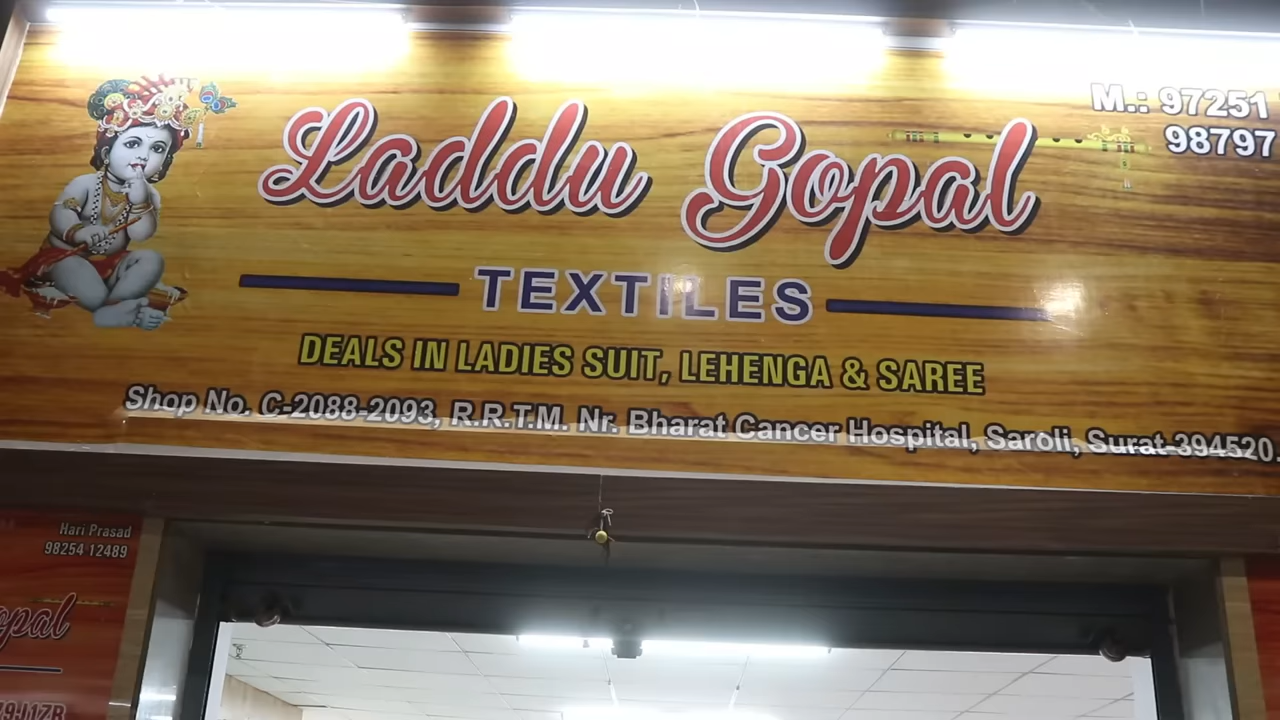 Laddu Gopal
M.: 97251
98797
TEXTILES
DEALS IN LADIES SUIT, LEHENGA & SAREE
Shop No. C-2088-2093, R.R.T.M. Nr. Bharat Cancer Hospital, Saroli, Surat-394520.
Hari Prasad
98254 12489
opal